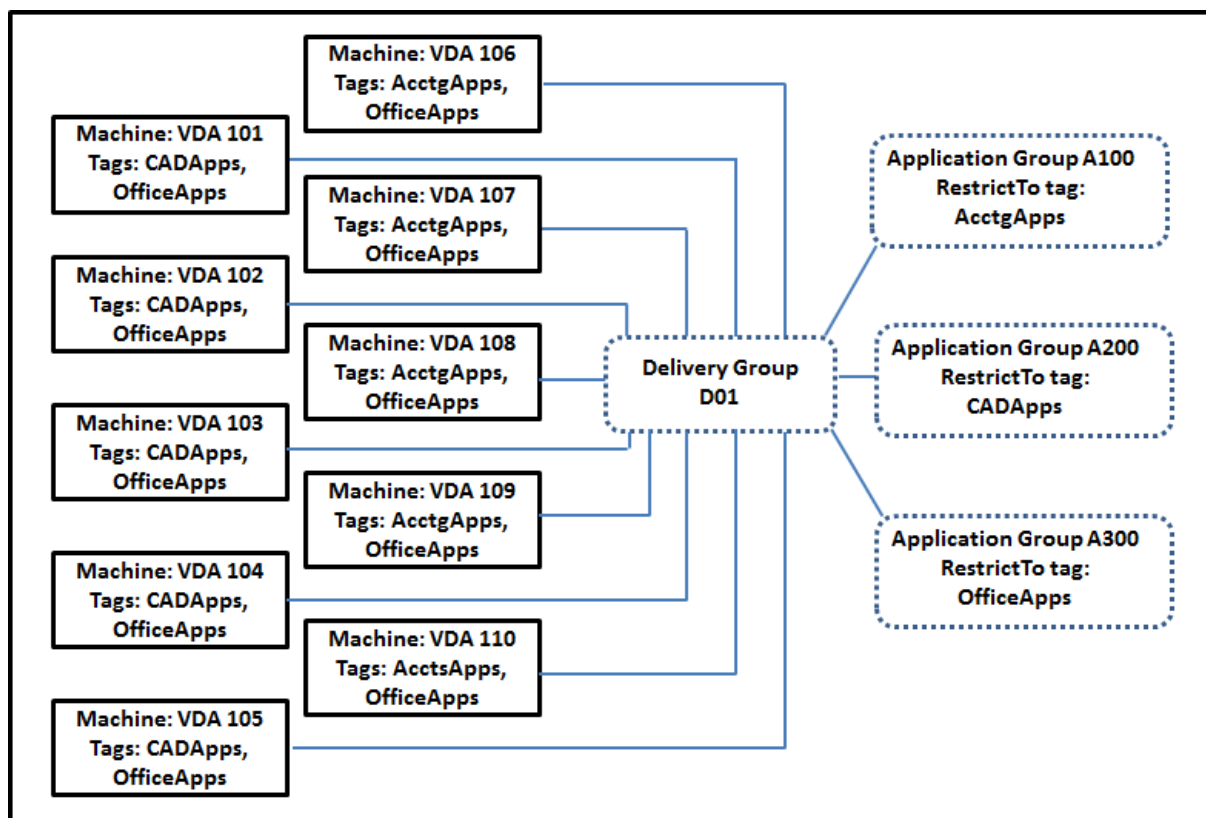 Machine: VDA 106
Tags: AcctgApps,
OfficeApps
Machine: VDA 101
Tags: CADApps,
OfficeApps
Machine: VDA 107
Tags: AcctgApps,
OfficeApps
Machine: VDA 102
Tags: CADApps,
OfficeApps
Machine: VDA 108
Tags: AcctgApps,
OfficeApps
Machine: VDA 103
Tags: CADApps,
OfficeApps
Machine: VDA 109
Tags: AcctgApps,
OfficeApps
Machine: VDA 104
Tags: CADApps,
OfficeApps
Machine: VDA 110
Tags: AcctsApps,
OfficeApps
Machine: VDA 105
Tags: CADApps,
OfficeApps
Delivery Group
D01
Application Group A100
RestrictTo tag:
AcctgApps
Application Group A200
RestrictTo tag:
CADApps
Application Group A300
RestrictTo tag:
OfficeApps